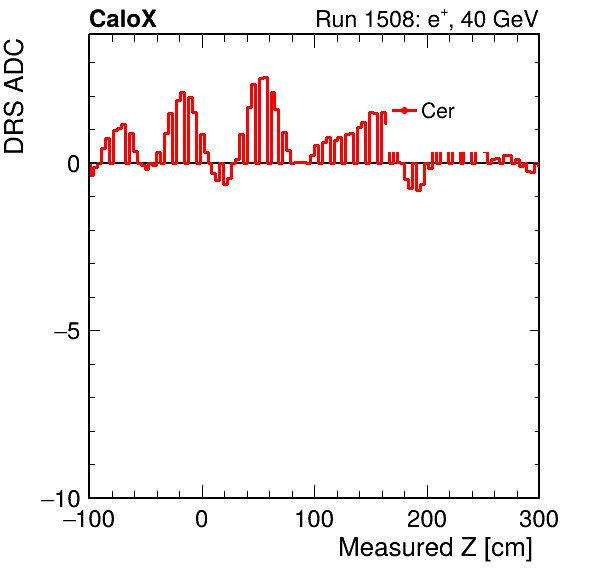 CaloX Run 1508: e⁺, 40 GeV
DRS ADC
Cer
0
−5
−10
−100 0 100 200 300
Measured Z [cm]